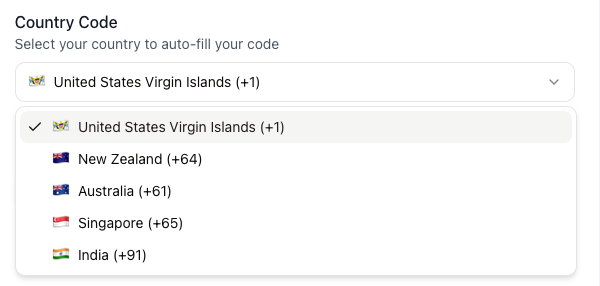 Country Code
Select your country to auto-fill your code
United States Virgin Islands (+1)
United States Virgin Islands (+1)
New Zealand (+64)
Australia (+61)
Singapore (+65)
India (+91)